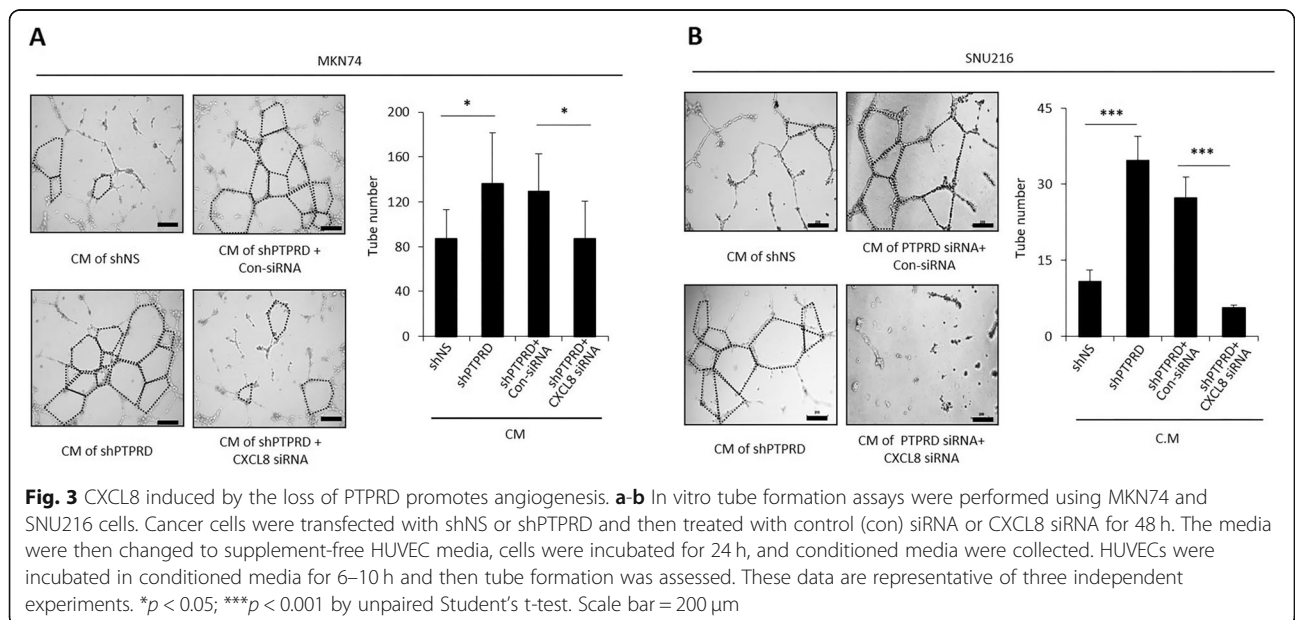 A
MKN74
CM of shNS
CM of shPTPRD +
Con-siRNA
CM of shPTPRD
CM of shPTPRD +
CXCL8 siRNA
Tube number
200
160
120
80
40
0
*
*
shNS
shPTPRD
shPTPRD+
Con-siRNA
shPTPRD+
CXCL8 siRNA
CM
B
SNU216
CM of shNS
CM of PTPRD siRNA+
Con-siRNA
CM of shPTPRD
CM of PTPRD siRNA+
CXCL8 siRNA
Tube number
45
30
15
0
***
***
shNS
shPTPRD
shPTPRD+
Con-siRNA
shPTPRD+
CXCL8 siRNA
C.M
Fig. 3 CXCL8 induced by the loss of PTPRD promotes angiogenesis. a-b In vitro tube formation assays were performed using MKN74 and
SNU216 cells. Cancer cells were transfected with shNS or shPTPRD and then treated with control (con) siRNA or CXCL8 siRNA for 48 h. The media
were then changed to supplement-free HUVEC media, cells were incubated for 24 h, and conditioned media were collected. HUVECs were
incubated in conditioned media for 6–10 h and then tube formation was assessed. These data are representative of three independent
experiments. *p < 0.05; ***p < 0.001 by unpaired Student's t-test. Scale bar = 200 μm